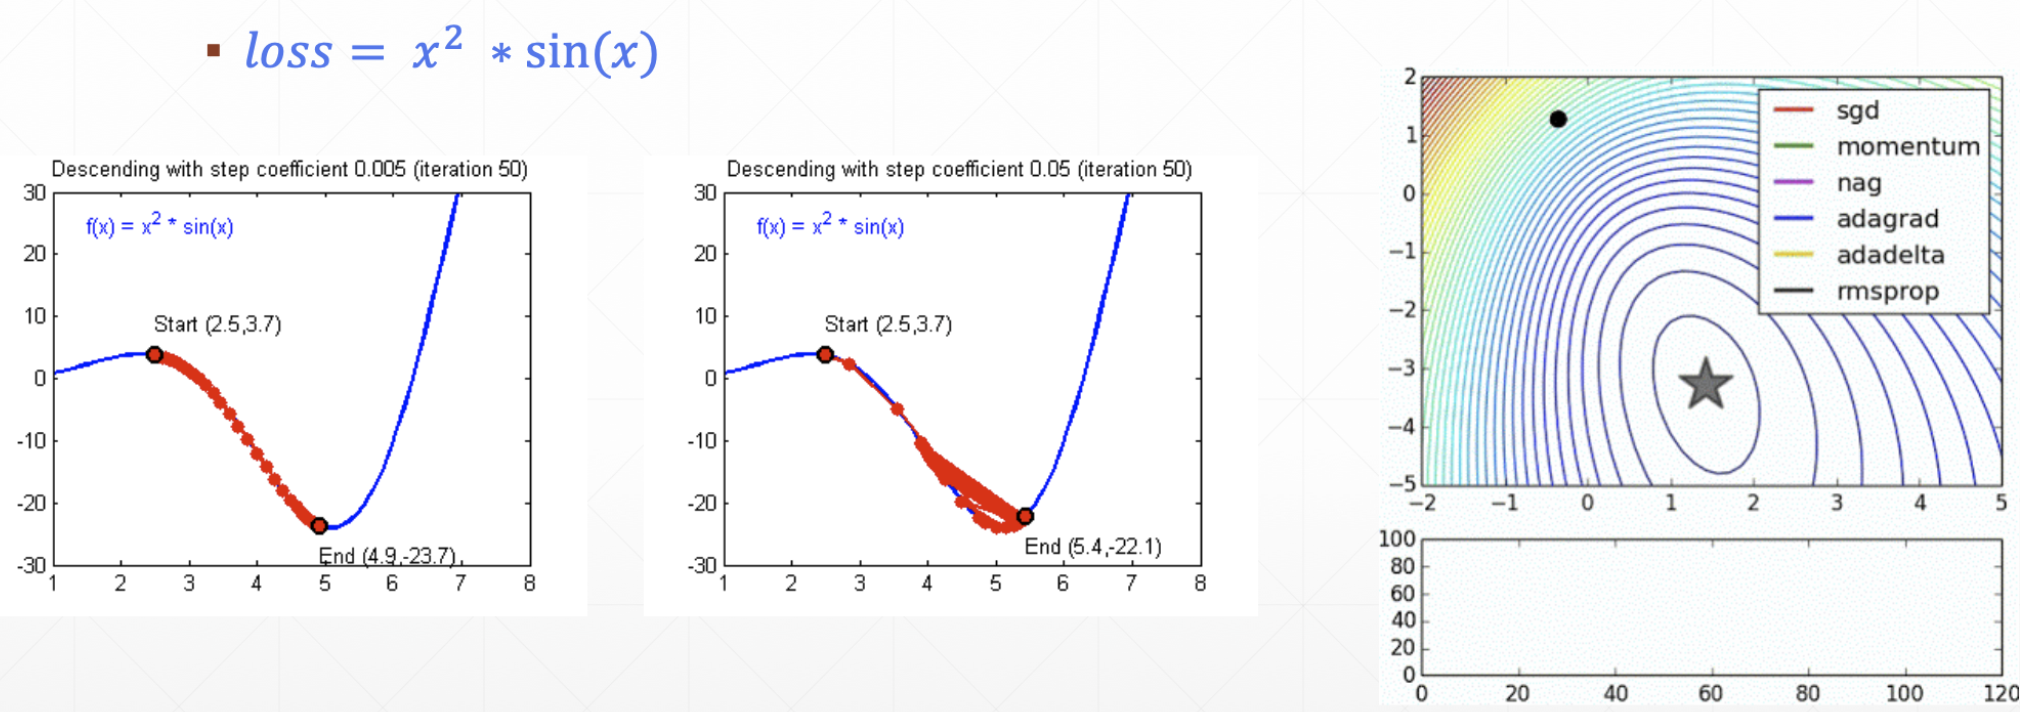 ▪ loss = x² * sin(x)
Descending with step coefficient 0.005 (iteration 50)
30
20
10
0
-10
-20
-30
f(x) = x² * sin(x)
Start (2.5,3.7)
End (4.9,-23.7)
1 2 3 4 5 6 7 8
Descending with step coefficient 0.05 (iteration 50)
30
20
10
0
-10
-20
-30
f(x) = x² * sin(x)
Start (2.5,3.7)
End (5.4,-22.1)
1 2 3 4 5 6 7 8
2
1
0
−1
−2
−3
−4
−5
sgd
momentum
nag
adagrad
adadelta
rmsprop
−2 −1 0 1 2 3 4 5
100
80
60
40
20
0
0 20 40 60 80 100 120